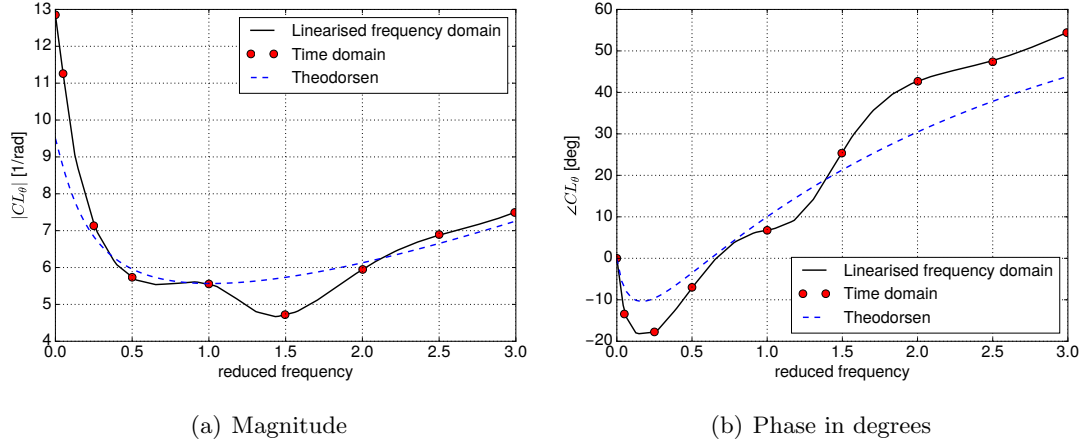 13
12
11
10
9
8
7
6
5
4
|CL_θ| [1/rad]
0.0 0.5 1.0 1.5 2.0 2.5 3.0
reduced frequency
Linearised frequency domain
Time domain
Theodorsen
(a) Magnitude
60
50
40
30
20
10
0
−10
−20
∠CL_θ [deg]
0.0 0.5 1.0 1.5 2.0 2.5 3.0
reduced frequency
Linearised frequency domain
Time domain
Theodorsen
(b) Phase in degrees